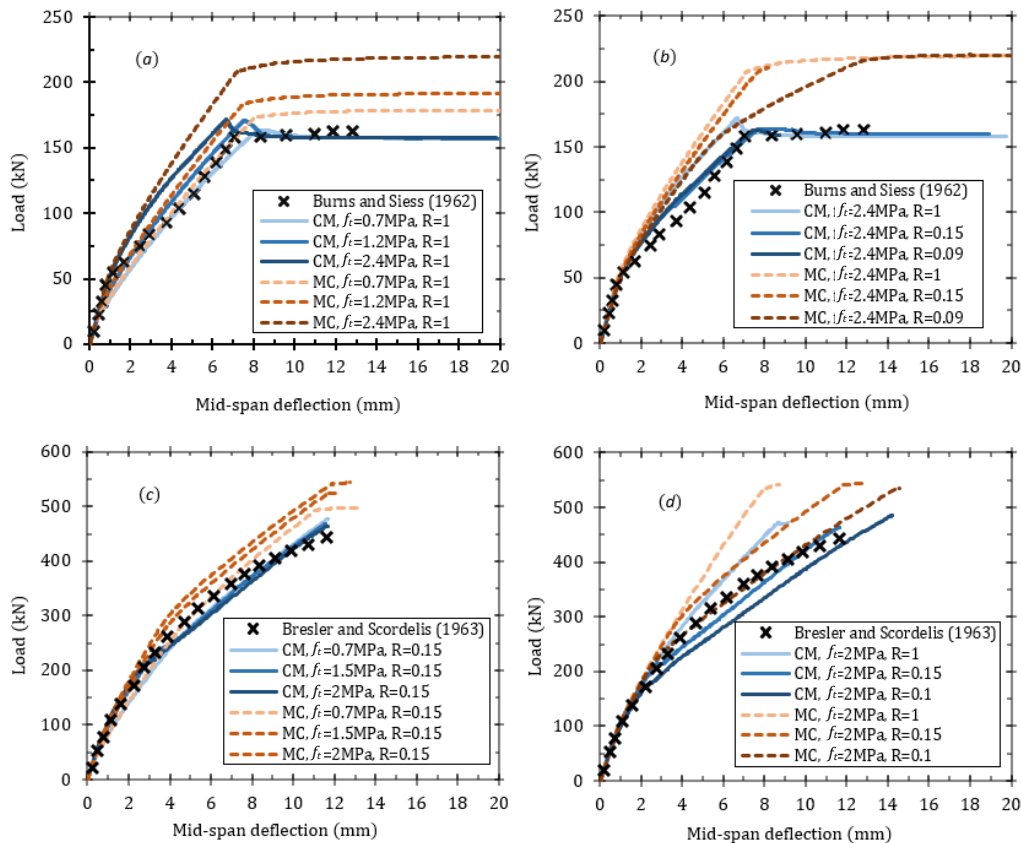 250
200
150
100
50
0
Load (kN)
(a)
Burns and Siess (1962)
CM, ft=0.7MPa, R=1
CM, ft=1.2MPa, R=1
CM, ft=2.4MPa, R=1
MC, ft=0.7MPa, R=1
MC, ft=1.2MPa, R=1
MC, ft=2.4MPa, R=1
0 2 4 6 8 10 12 14 16 18 20
Mid-span deflection (mm)
250
200
150
100
50
0
Load (kN)
(b)
Burns and Siess (1962)
CM, ft=2.4MPa, R=1
CM, ft=2.4MPa, R=0.15
CM, ft=2.4MPa, R=0.09
MC, ft=2.4MPa, R=1
MC, ft=2.4MPa, R=0.15
MC, ft=2.4MPa, R=0.09
0 2 4 6 8 10 12 14 16 18 20
Mid-span deflection (mm)
600
500
400
300
200
100
0
Load (kN)
(c)
Bresler and Scordelis (1963)
CM, ft=0.7MPa, R=0.15
CM, ft=1.5MPa, R=0.15
CM, ft=2MPa, R=0.15
MC, ft=0.7MPa, R=0.15
MC, ft=1.5MPa, R=0.15
MC, ft=2MPa, R=0.15
0 2 4 6 8 10 12 14 16 18 20
Mid-span deflection (mm)
600
500
400
300
200
100
0
Load (kN)
(d)
Bresler and Scordelis (1963)
CM, ft=2MPa, R=1
CM, ft=2MPa, R=0.15
CM, ft=2MPa, R=0.1
MC, ft=2MPa, R=1
MC, ft=2MPa, R=0.15
MC, ft=2MPa, R=0.1
0 2 4 6 8 10 12 14 16 18 20
Mid-span deflection (mm)